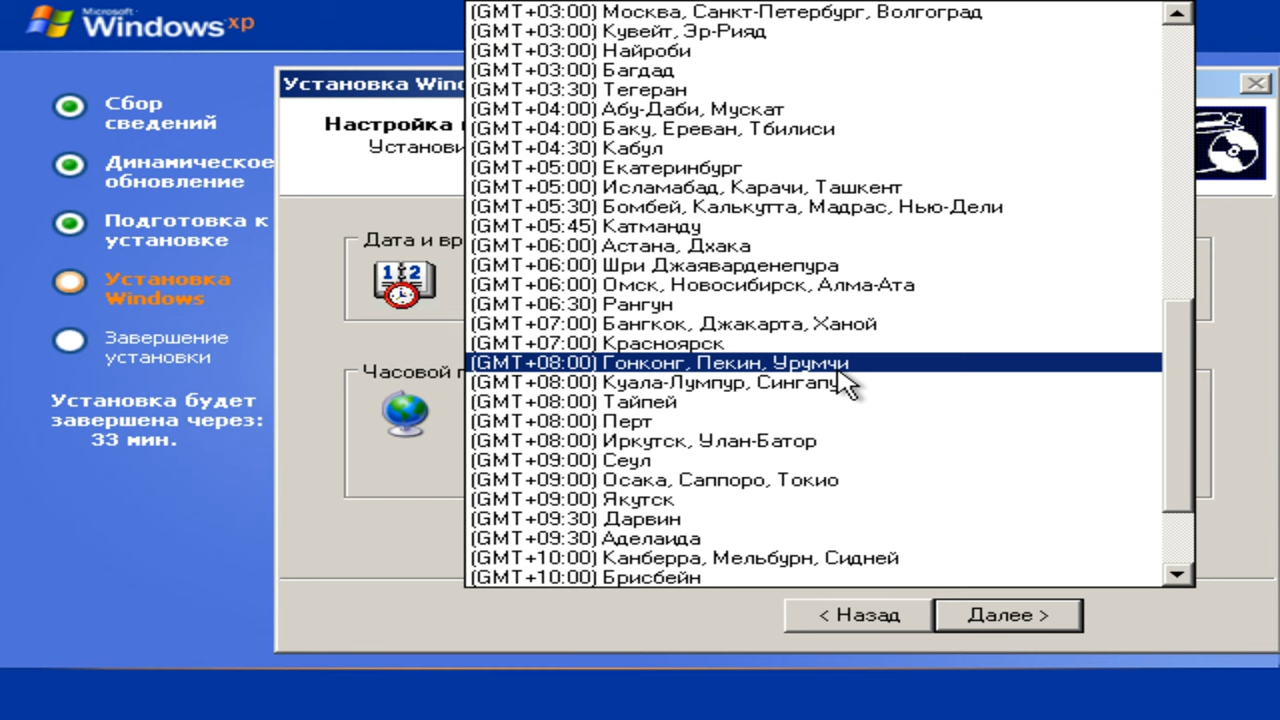 Microsoft
Windows xp
Сбор
сведений
Динамическое
обновление
Подготовка к
установке
Установка
Windows
Завершение
установки
Установка будет
завершена через:
33 мин.
Установка
Настройка
Дата и
Часовой
(GMT+03:00) Москва, Санкт-Петербург, Волгоград
(GMT+03:00) Кувейт, Эр-Рияд
(GMT+03:00) Найроби
(GMT+03:00) Багдад
(GMT+03:30) Тегеран
(GMT+04:00) Абу-Даби, Мускат
(GMT+04:00) Баку, Ереван, Тбилиси
(GMT+04:30) Кабул
(GMT+05:00) Екатеринбург
(GMT+05:00) Исламабад, Карачи, Ташкент
(GMT+05:30) Бомбей, Калькутта, Мадрас, Нью-Дели
(GMT+05:45) Катманду
(GMT+06:00) Астана, Дхака
(GMT+06:00) Шри Джаяварденепура
(GMT+06:00) Омск, Новосибирск, Алма-Ата
(GMT+06:30) Рангун
(GMT+07:00) Бангкок, Джакарта, Ханой
(GMT+07:00) Красноярск
(GMT+08:00) Гонконг, Пекин, Урумчи
(GMT+08:00) Куала-Лумпур,
(GMT+08:00) Тайпей
(GMT+08:00) Перт
(GMT+08:00) Иркутск, Улан-Батор
(GMT+09:00) Сеул
(GMT+09:00) Осака, Саппоро, Токио
(GMT+09:00) Якутск
(GMT+09:30) Дарвин
(GMT+09:30) Аделаида
(GMT+10:00) Канберра, Мельбурн, Сидней
(GMT+10:00) Брисбейн
< Назад
Далее >